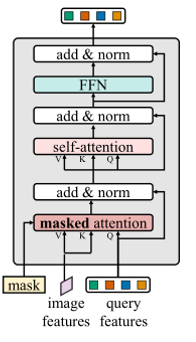 add & norm
FFN
add & norm
self-attention
V K Q
add & norm
masked attention
V K Q
mask
image features
query features